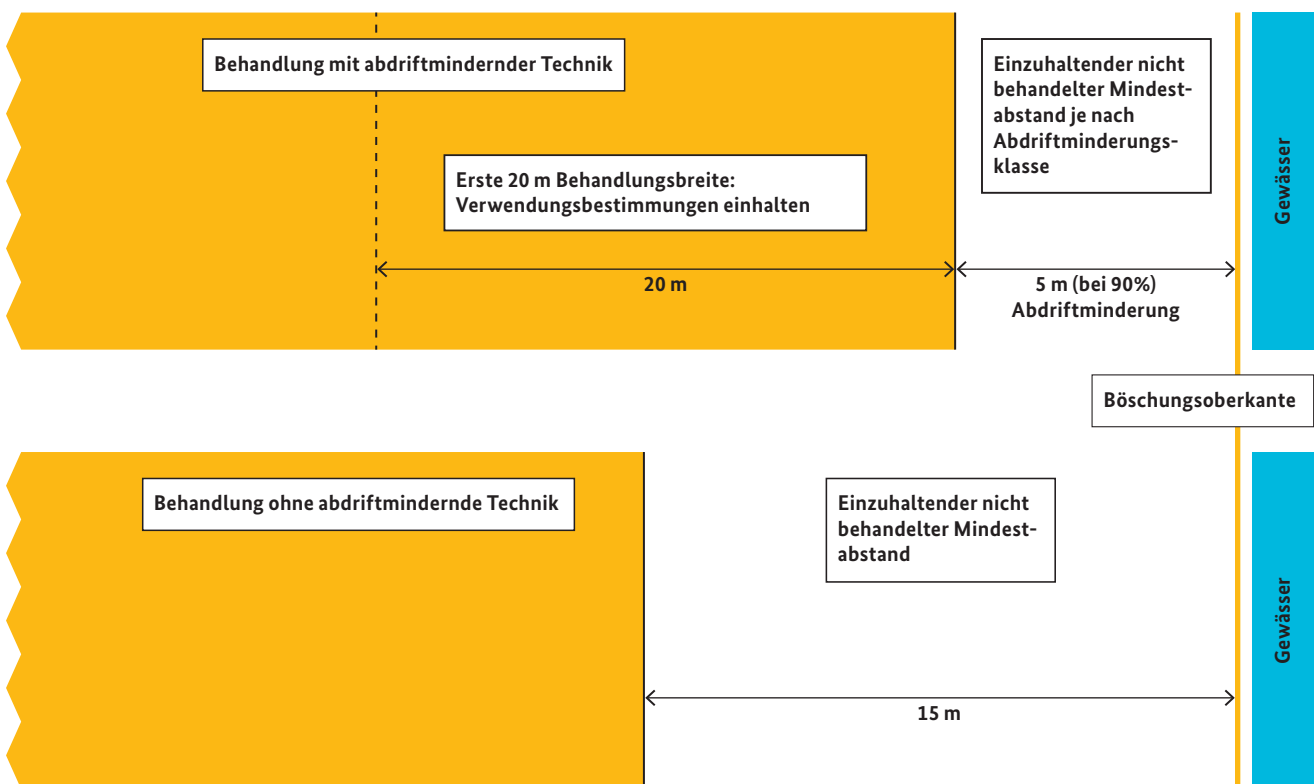 Behandlung mit abdriftmindernder Technik
Einzuhaltender nicht
behandelter Mindest-
abstand je nach
Abdriftminderungs-
klasse
Erste 20 m Behandlungsbreite:
Verwendungsbestimmungen einhalten
Gewässer
20 m
5 m (bei 90%)
Abdriftminderung
Böschungsoberkante
Behandlung ohne abdriftmindernde Technik
Einzuhaltender nicht
behandelter Mindest-
abstand
Gewässer
15 m